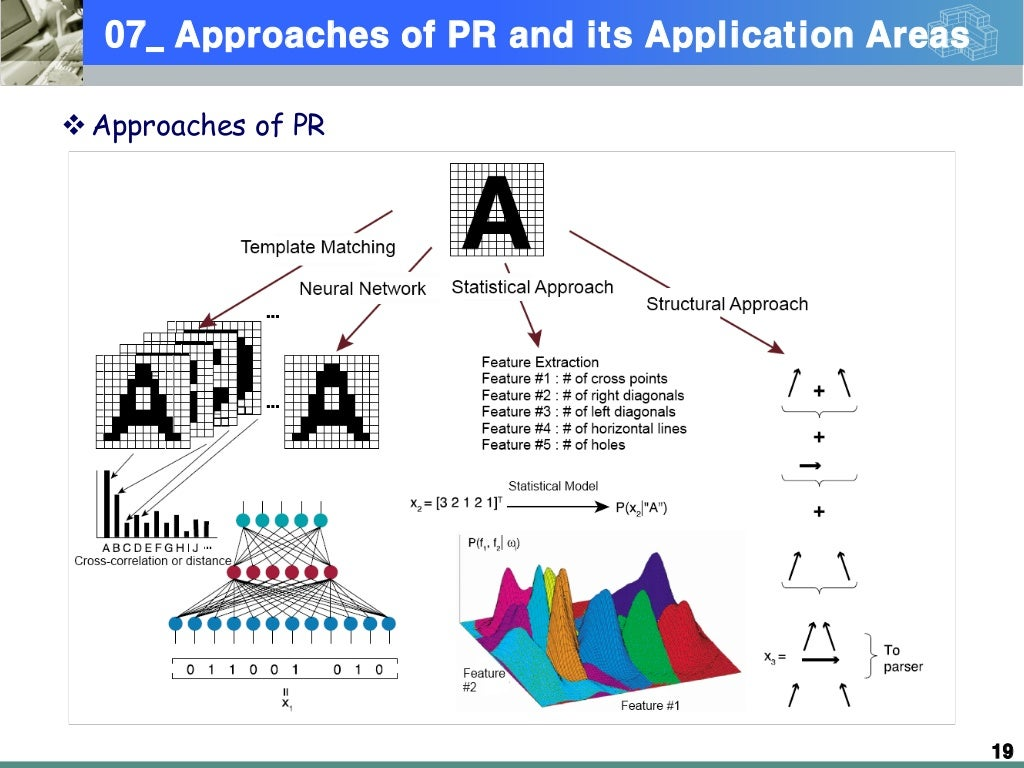 07_ Approaches of PR and its Application Areas
❖ Approaches of PR
A
Template Matching
Neural Network
Statistical Approach
Structural Approach
...
...
Feature Extraction
Feature #1 : # of cross points
Feature #2 : # of right diagonals
Feature #3 : # of left diagonals
Feature #4 : # of horizontal lines
Feature #5 : # of holes
+
+
+
A B C D E F G H I J ...
Cross-correlation or distance
x₂ = [3 2 1 2 1]ᵀ
Statistical Model
P(x₂|"A")
P(f₁, f₂| ωⱼ)
Feature
#2
Feature #1
0 1 1 0 0 1 0 1 0
=
x₁
x₃ =
To
parser
19